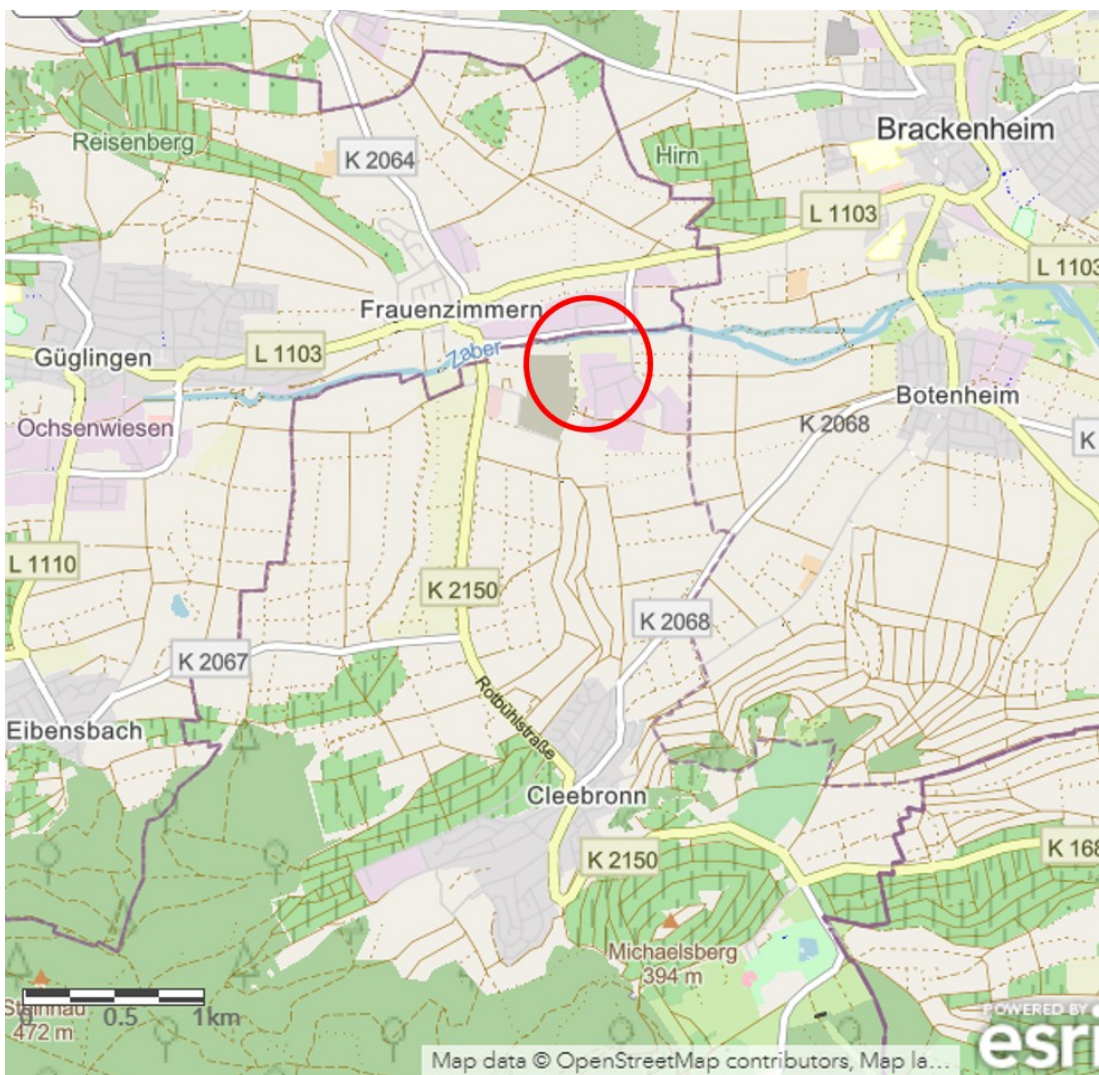 Reisenberg
K 2064
Hirn
Brackenheim
L 1103
L 1103
Frauenzimmern
Güglingen
L 1103
Zaber
Botenheim
Ochsenwiesen
K 2068
K
L 1110
K 2150
K 2068
K 2067
Eibensbach
Rotbühlstraße
Cleebronn
K 2150
K 168
Michaelsberg
394 m
0.5
1km
472 m
POWERED BY
esri
Map data © OpenStreetMap contributors, Map la...